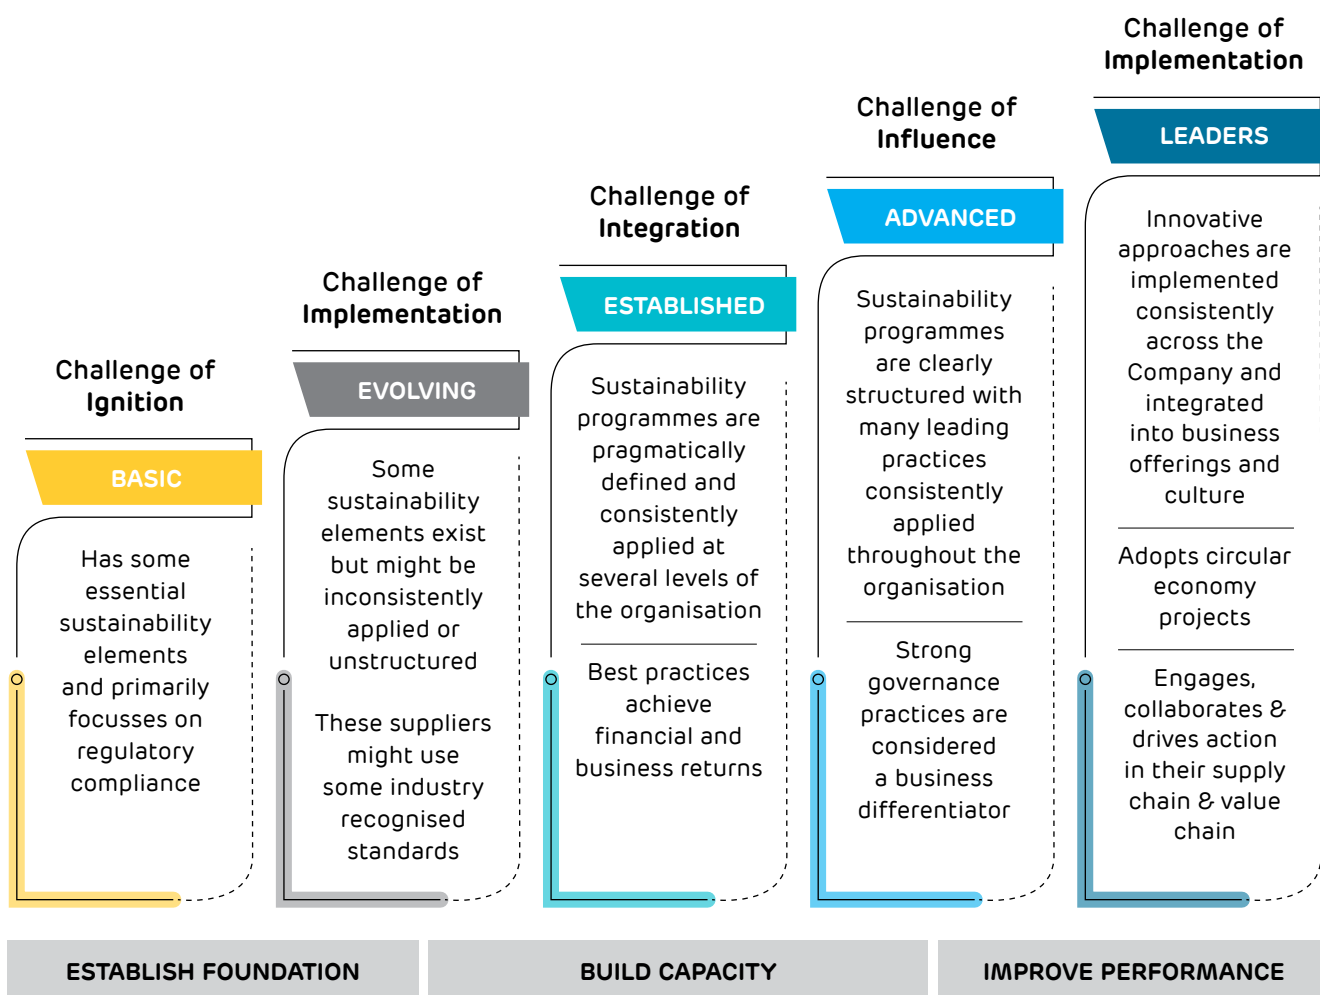 Challenge of
Ignition
BASIC
Has some
essential
sustainability
elements
and primarily
focusses on
regulatory
compliance
Challenge of
Implementation
EVOLVING
Some
sustainability
elements exist
but might be
inconsistently
applied or
unstructured
These suppliers
might use
some industry
recognised
standards
Challenge of
Integration
ESTABLISHED
Sustainability
programmes are
pragmatically
defined and
consistently
applied at
several levels of
the organisation
Best practices
achieve
financial and
business returns
Challenge of
Influence
ADVANCED
Sustainability
programmes
are clearly
structured with
many leading
practices
consistently
applied
throughout the
organisation
Strong
governance
practices are
considered
a business
differentiator
Challenge of
Implementation
LEADERS
Innovative
approaches are
implemented
consistently
across the
Company and
integrated
into business
offerings and
culture
Adopts circular
economy
projects
Engages,
collaborates &
drives action
in their supply
chain & value
chain
ESTABLISH FOUNDATION
BUILD CAPACITY
IMPROVE PERFORMANCE